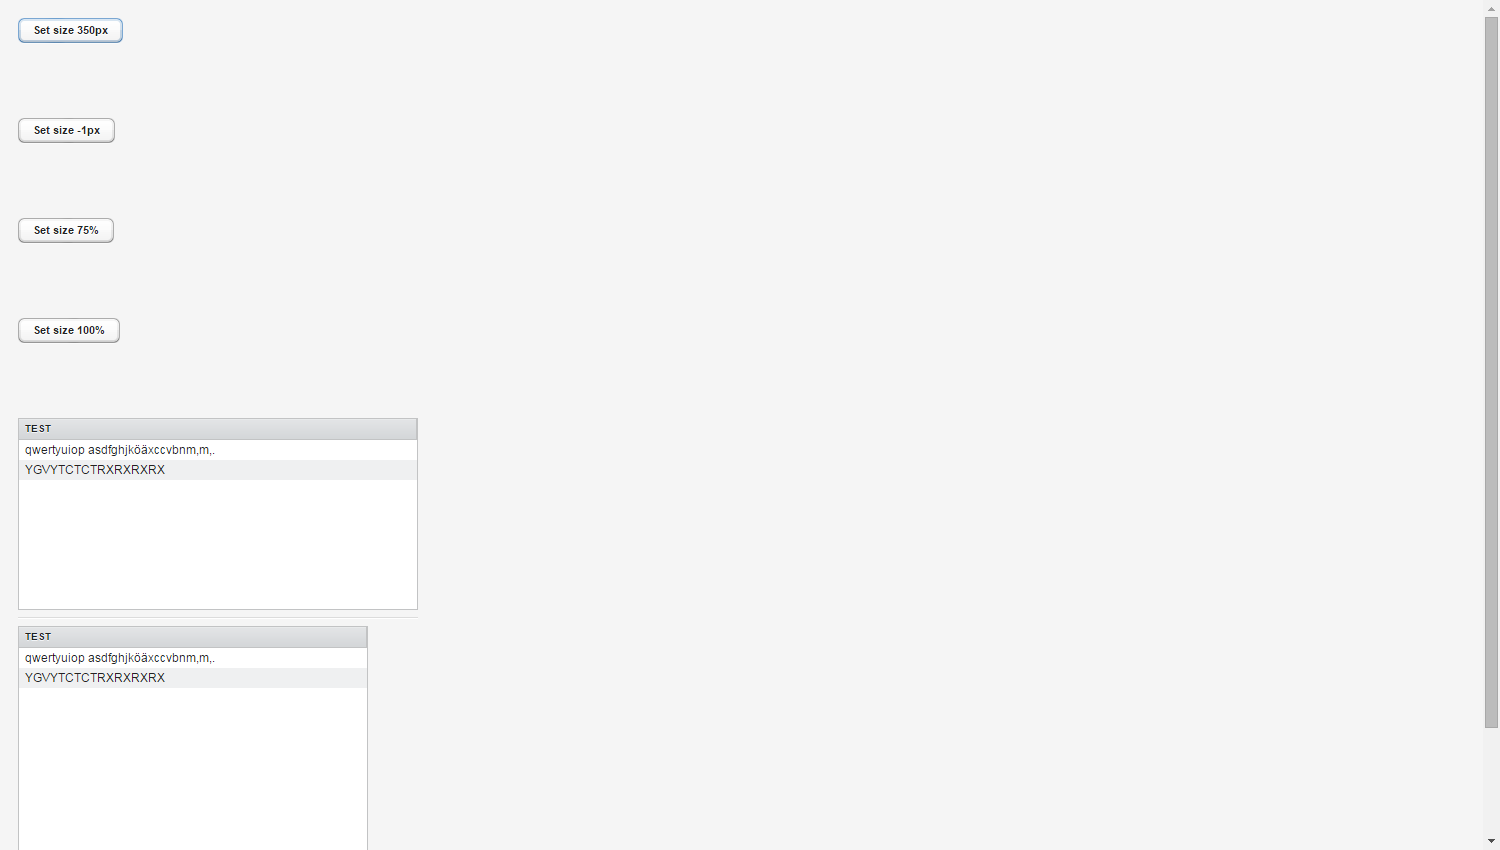 Set size 350px
Set size -1px
Set size 75%
Set size 100%
TEST
qwertyuiop asdfghjköäxccvbnm,m,.
YGVYTCTCTRXRXRXRX
TEST
qwertyuiop asdfghjköäxccvbnm,m,.
YGVYTCTCTRXRXRXRX